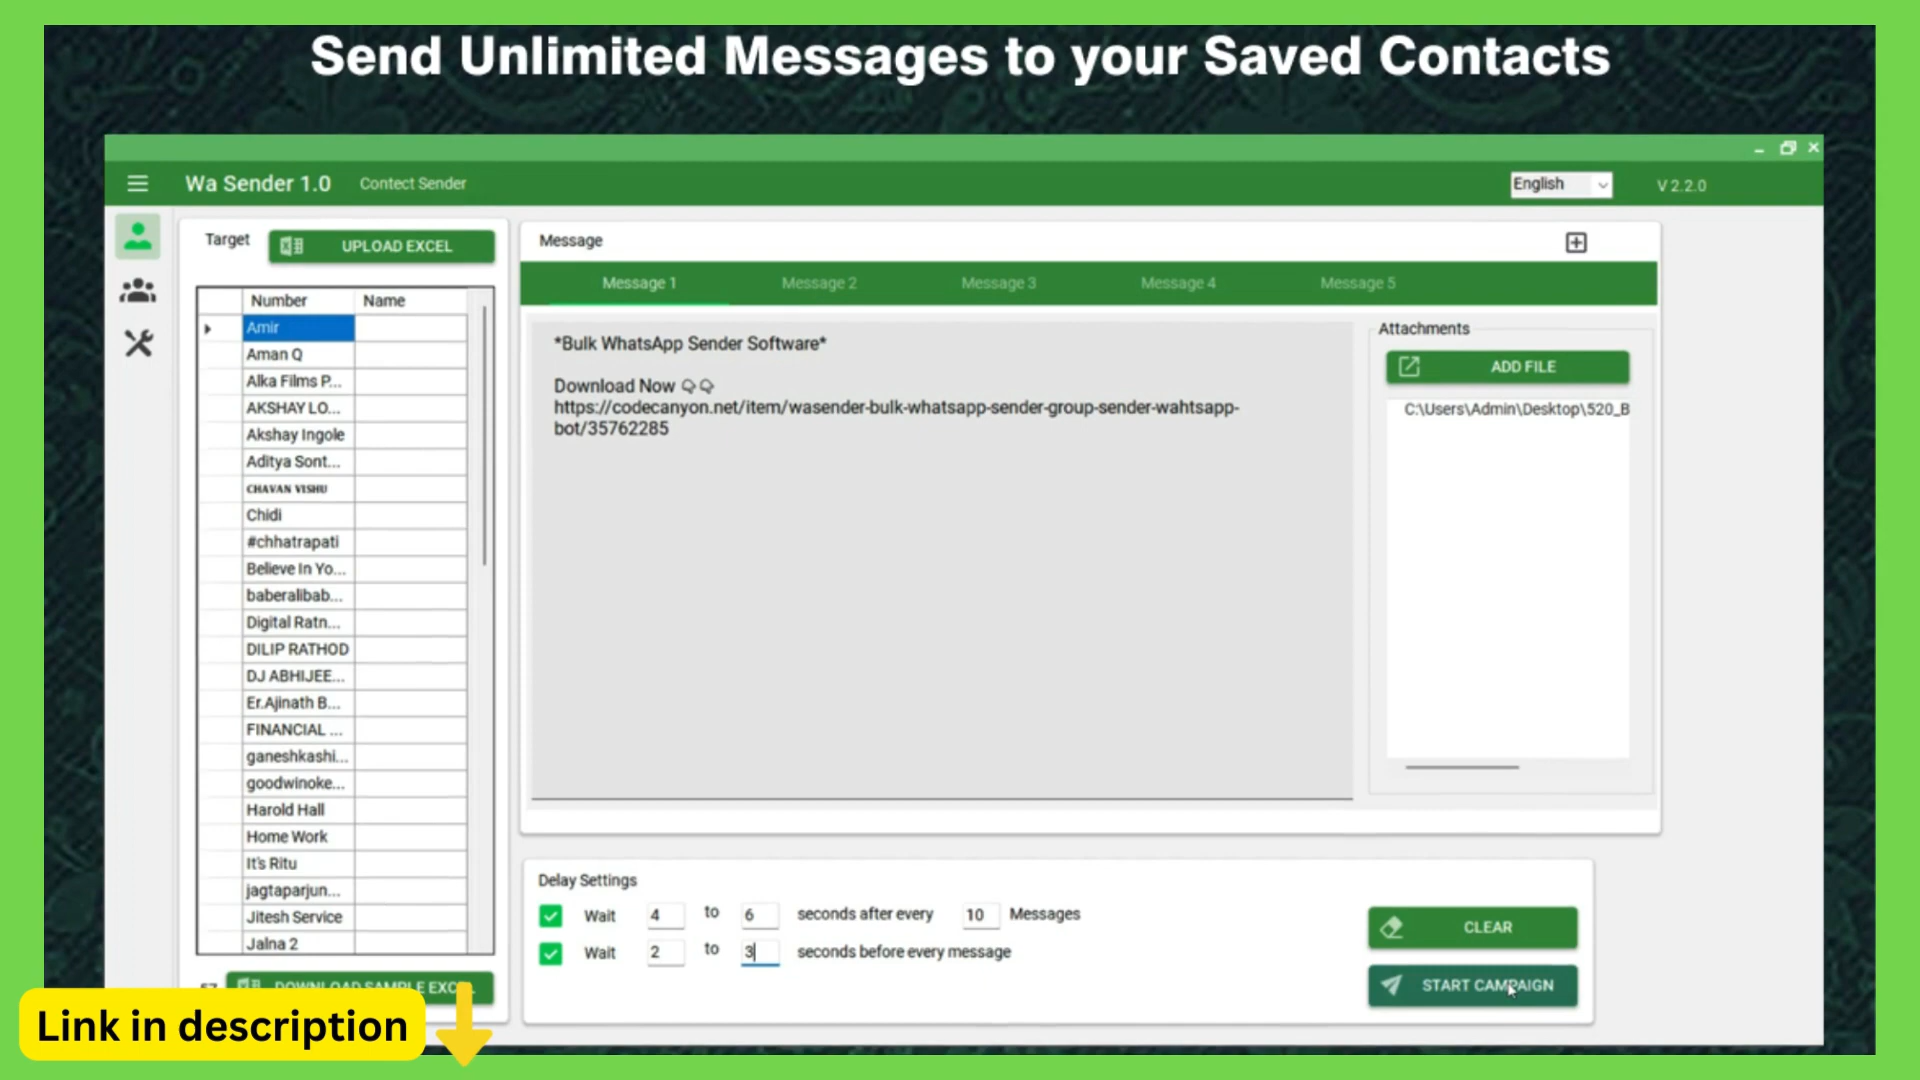 Send Unlimited Messages to your Saved Contacts
Wa Sender 1.0
Contect Sender
English
V 2.2.0
Target
UPLOAD EXCEL
Number
Name
Amir
Aman Q
Alka Films P...
AKSHAY LO...
Akshay Ingole
Aditya Sont...
CHAVAN VISHU
Chidi
#chhatrapati
Believe In Yo...
baberalibab...
Digital Ratn...
DILIP RATHOD
DJ ABHIJEE...
Er.Ajinath B...
FINANCIAL ...
ganeshkashi...
goodwinoke...
Harold Hall
Home Work
It's Ritu
jagtaparjun...
Jitesh Service
Jalna 2
DOWNLOAD SAMPLE EXCEL
Message
Message 1
Message 2
Message 3
Message 4
Message 5
*Bulk WhatsApp Sender Software*
Download Now
https://codecanyon.net/item/wasender-bulk-whatsapp-sender-group-sender-wahtsapp-
bot/35762285
Attachments
ADD FILE
C:\Users\Admin\Desktop\520_B
Delay Settings
Wait 4 to 6 seconds after every 10 Messages
Wait 2 to 3 seconds before every message
CLEAR
START CAMPAIGN
Link in description